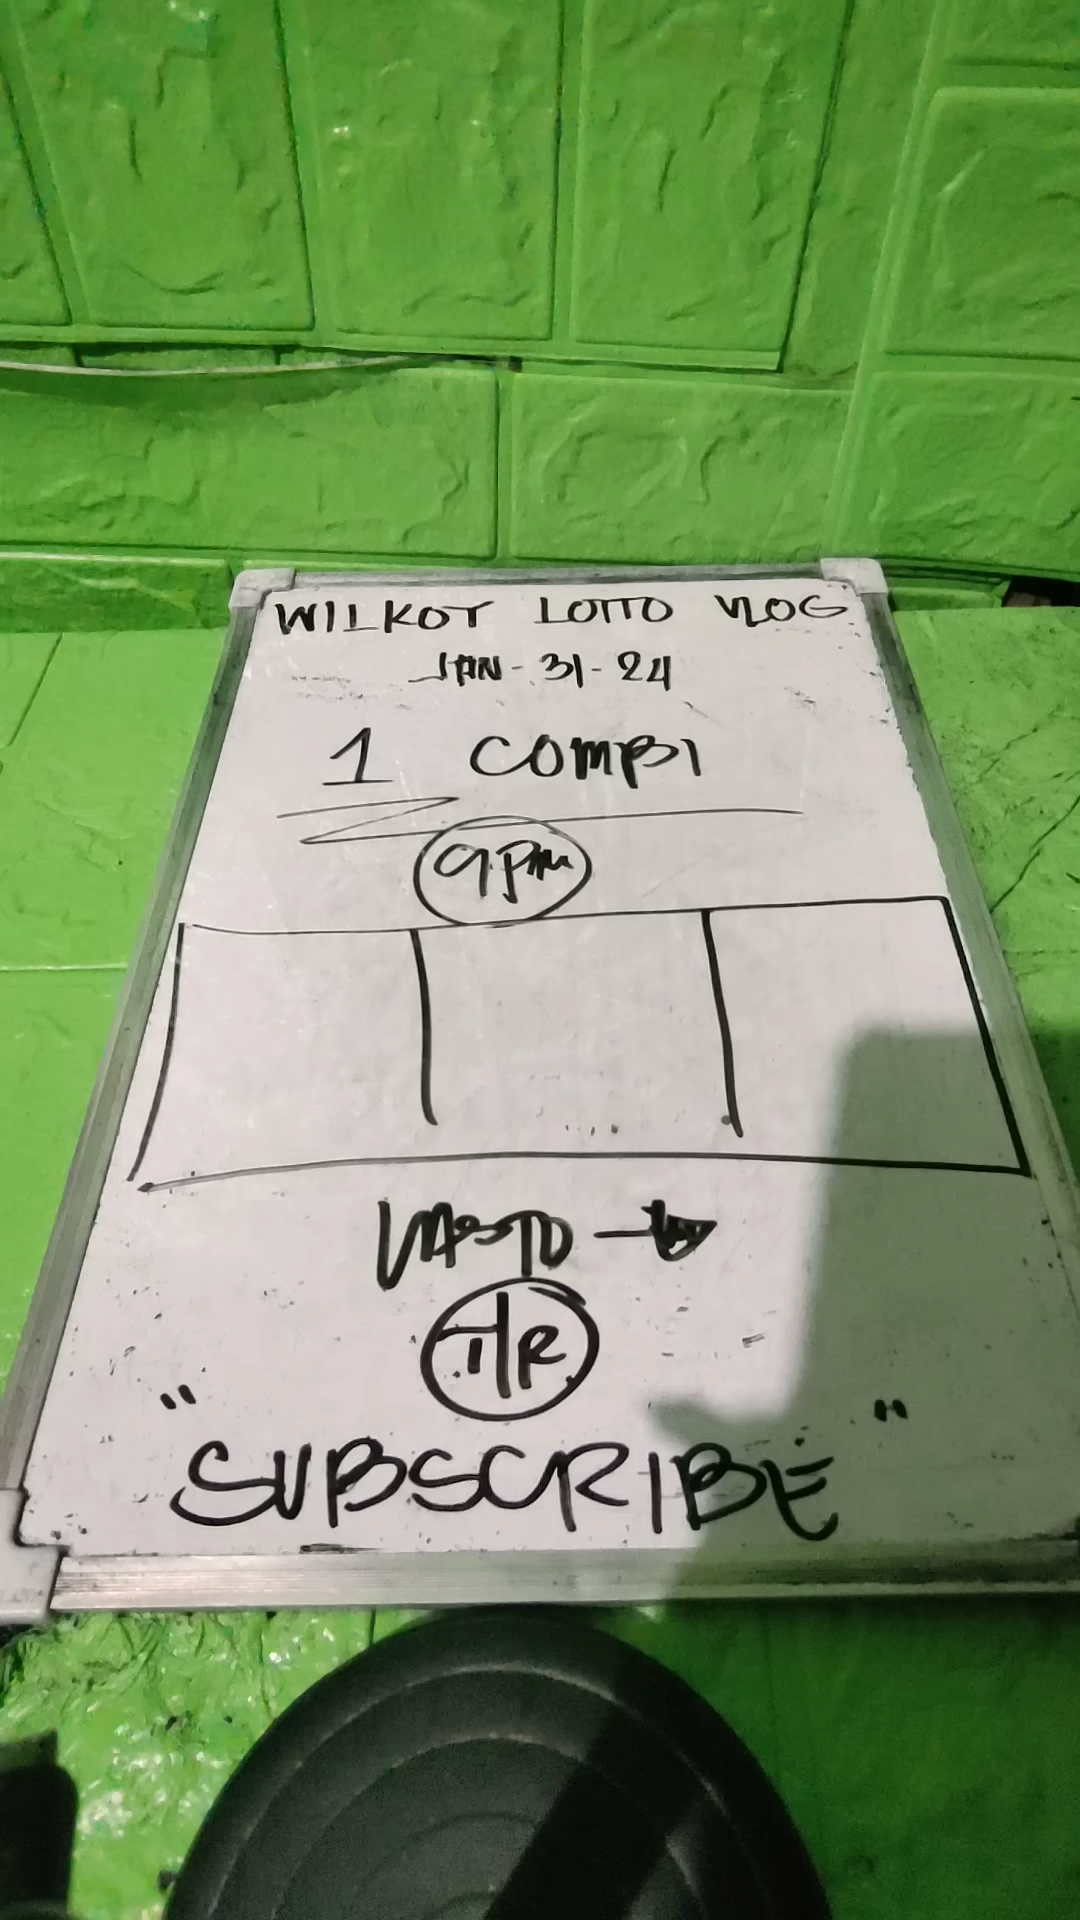 WILKOT LOTTO VLOG
JAN-31-24
1 COMBI
9pm
T/R
"SUBSCRIBE"